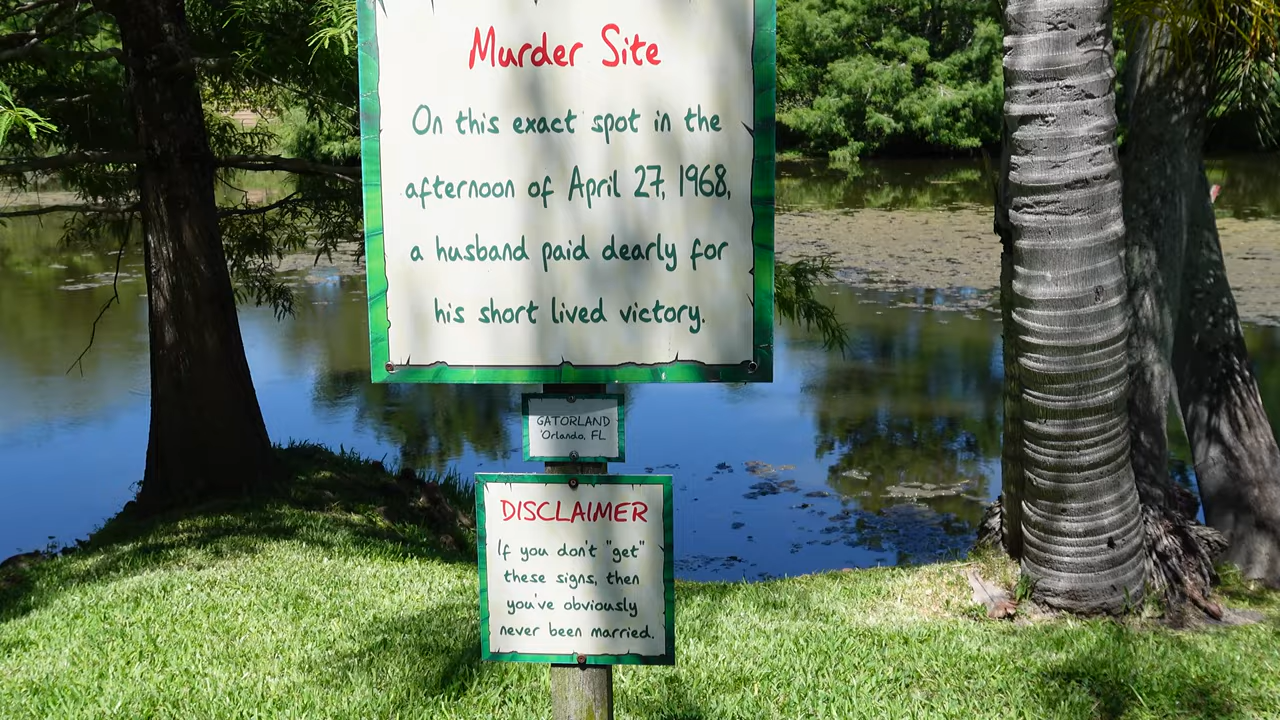 Murder Site
On this exact spot in the
afternoon of April 27, 1968,
a husband paid dearly for
his short lived victory.
GATORLAND
Orlando, FL
DISCLAIMER
If you don't "get"
these signs, then
you've obviously
never been married.